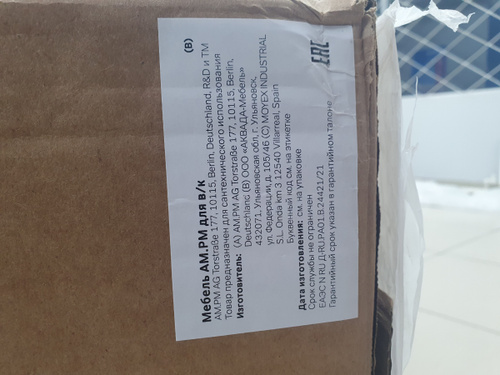 Мебель AM.PM для в/к
AM.PM AG Torstraße 177, 10115, Berlin, Deutschland, R&D и TM
Товар предназначен для сантехнического использования
Изготовитель: (A) AM.PM AG Torstraße 177, 10115, Berlin,
Deutschland (B) ООО «АКВАДА-Мебель»
432071, Ульяновская обл, г. Ульяновск,
ул. Федерации, д. 105/46 (C) MOYEX INDUSTRIAL
S.L. Onda km 3 12540 Villarreal, Spain
Буквенный код см. на этикетке
Дата изготовления: см. на упаковке
Срок службы не ограничен
ЕАЭС N RU Д-RU.РА01.В.24421/21
Гарантийный срок указан в гарантийном талоне
(B)
EAC